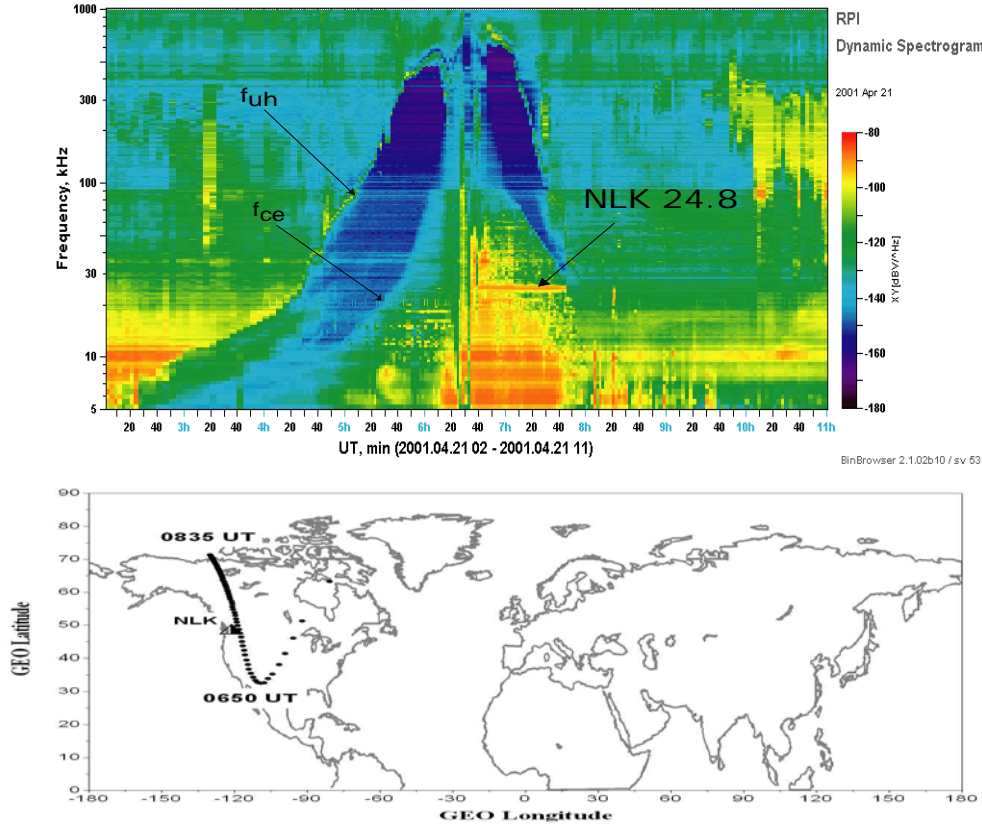 RPI
Dynamic Spectrogram
2001 Apr 21
1000
300
100
30
10
5
Frequency, kHz
fuh
fce
NLK 24.8
-80
-100
-120
-140
-160
-180
XY[dBV/^Hz]
20 40 3h 20 40 4h 20 40 5h 20 40 6h 20 40 7h 20 40 8h 20 40 9h 20 40 10h 20 40 11h
UT, min (2001.04.21 02 - 2001.04.21 11)
BinBrowser 2.1.02b10 / sv 53
90
80
70
60
50
40
30
20
10
0
GEO Latitude
0835 UT
NLK
0650 UT
-180 -150 -120 -90 -60 -30 0 30 60 90 120 150 180
GEO Longitude